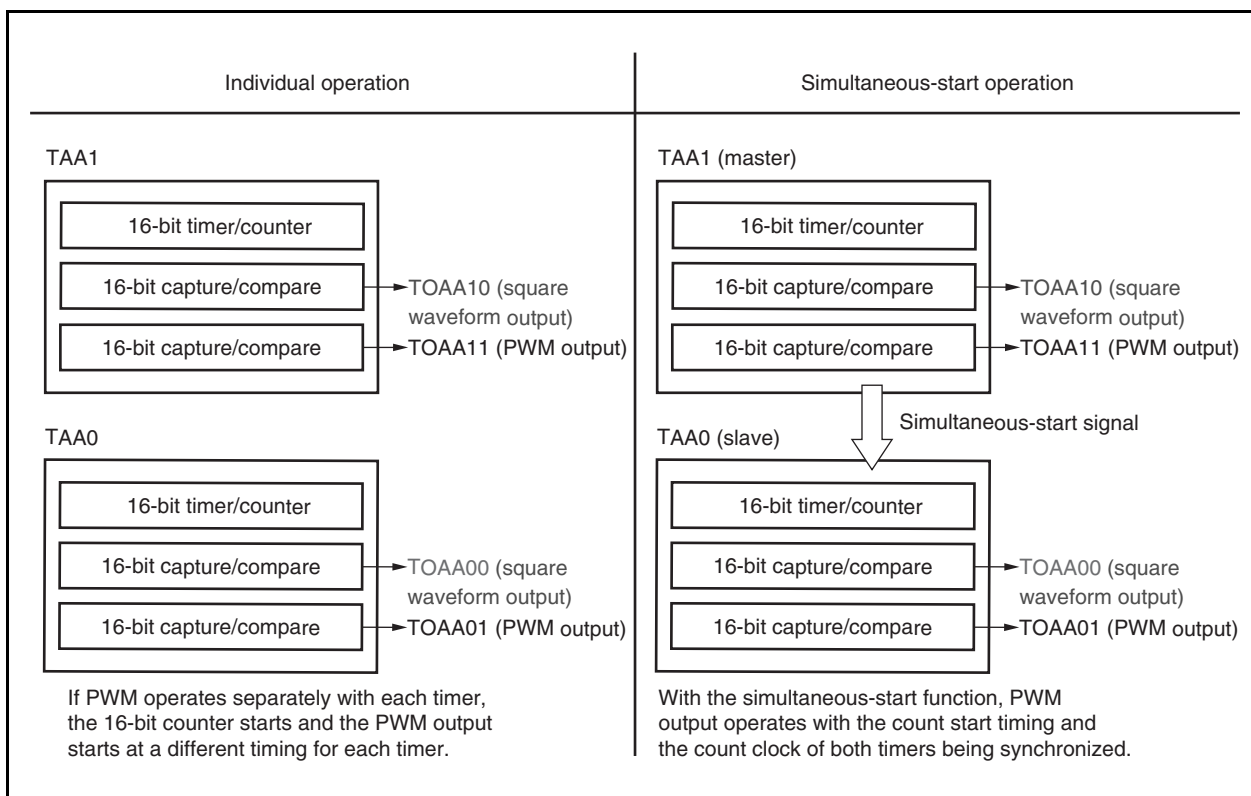 Individual operation
Simultaneous-start operation
TAA1
16-bit timer/counter
16-bit capture/compare
TOAA10 (square
waveform output)
16-bit capture/compare
TOAA11 (PWM output)
TAA0
16-bit timer/counter
16-bit capture/compare
TOAA00 (square
waveform output)
16-bit capture/compare
TOAA01 (PWM output)
If PWM operates separately with each timer,
the 16-bit counter starts and the PWM output
starts at a different timing for each timer.
TAA1 (master)
16-bit timer/counter
16-bit capture/compare
TOAA10 (square
waveform output)
16-bit capture/compare
TOAA11 (PWM output)
Simultaneous-start signal
TAA0 (slave)
16-bit timer/counter
16-bit capture/compare
TOAA00 (square
waveform output)
16-bit capture/compare
TOAA01 (PWM output)
With the simultaneous-start function, PWM
output operates with the count start timing and
the count clock of both timers being synchronized.